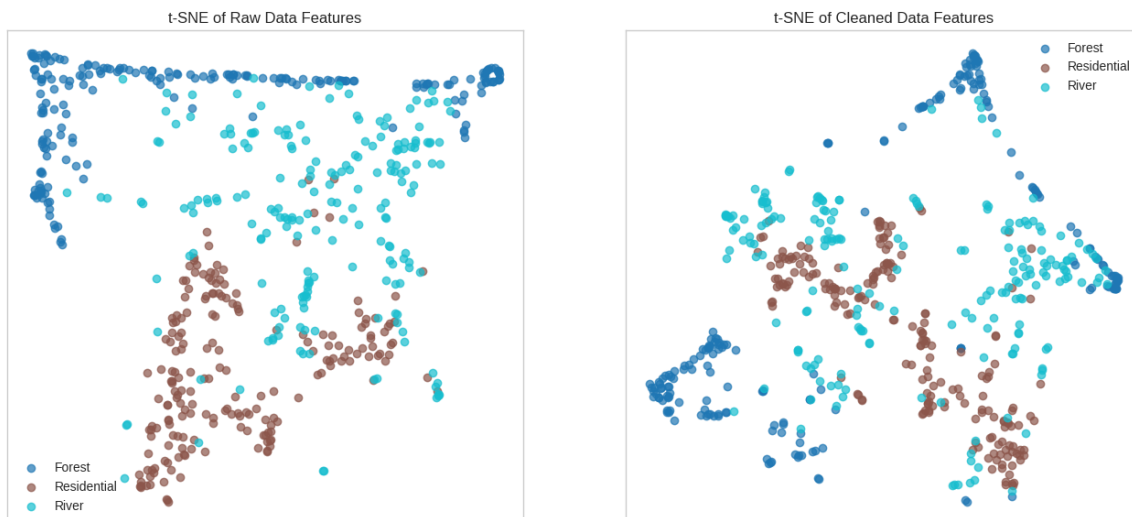 t-SNE of Raw Data Features
Forest
Residential
River
t-SNE of Cleaned Data Features
Forest
Residential
River